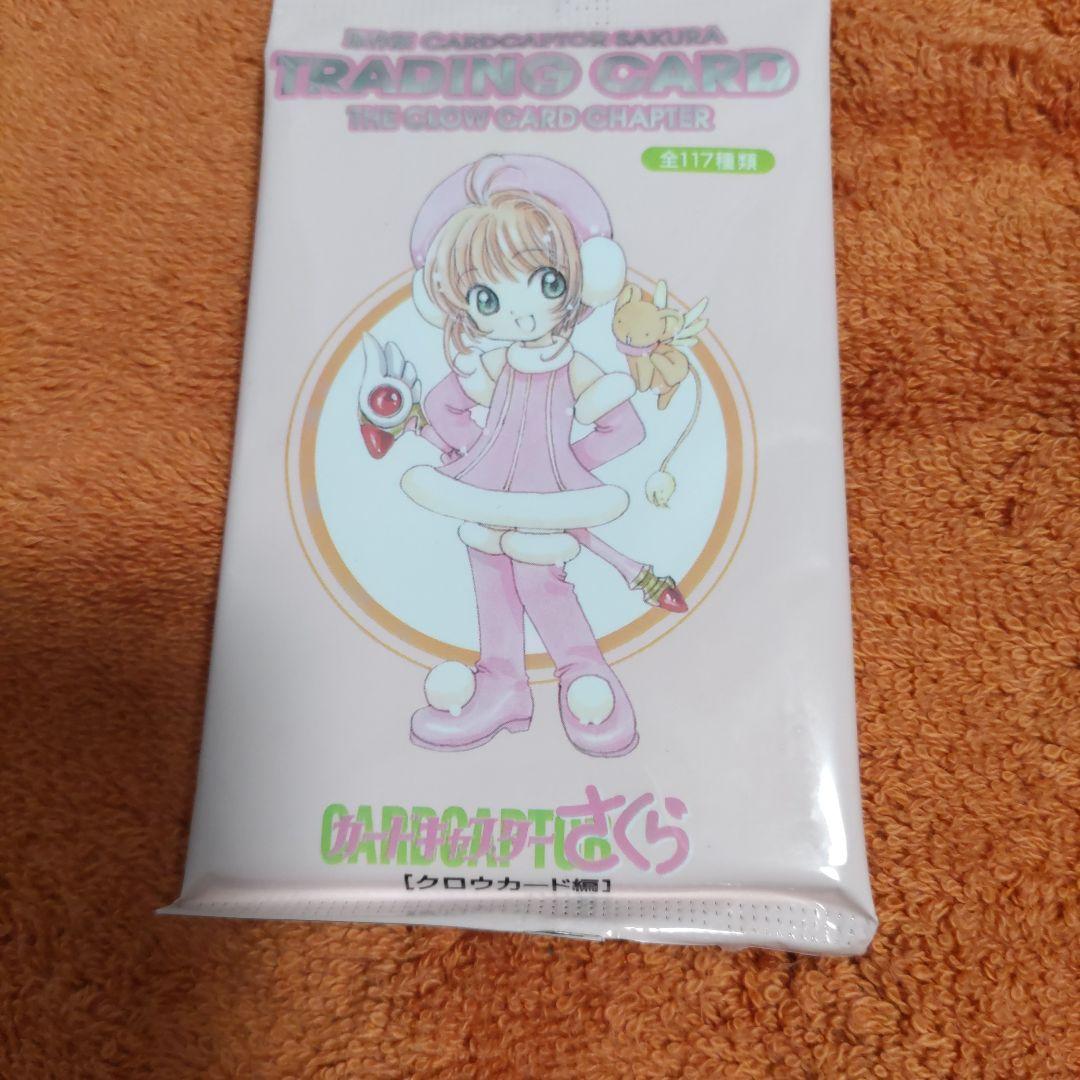 ANIME CARDCAPTOR SAKURA
TRADING CARD
THE CLOW CARD CHAPTER
全117種類
CARDCAPTOR
カードキャプターさくら
[クロウカード編]